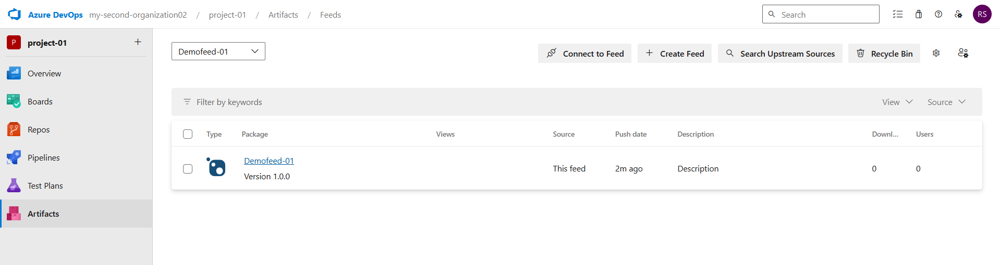 Azure DevOps my-second-organization02 / project-01 / Artifacts / Feeds Search RS
P project-01 +
Overview
Boards
Repos
Pipelines
Test Plans
Artifacts
Demofeed-01
Connect to Feed
Create Feed
Search Upstream Sources
Recycle Bin
Filter by keywords View Source
Type Package Views Source Push date Description Downl... Users
Demofeed-01
Version 1.0.0
This feed 2m ago Description 0 0